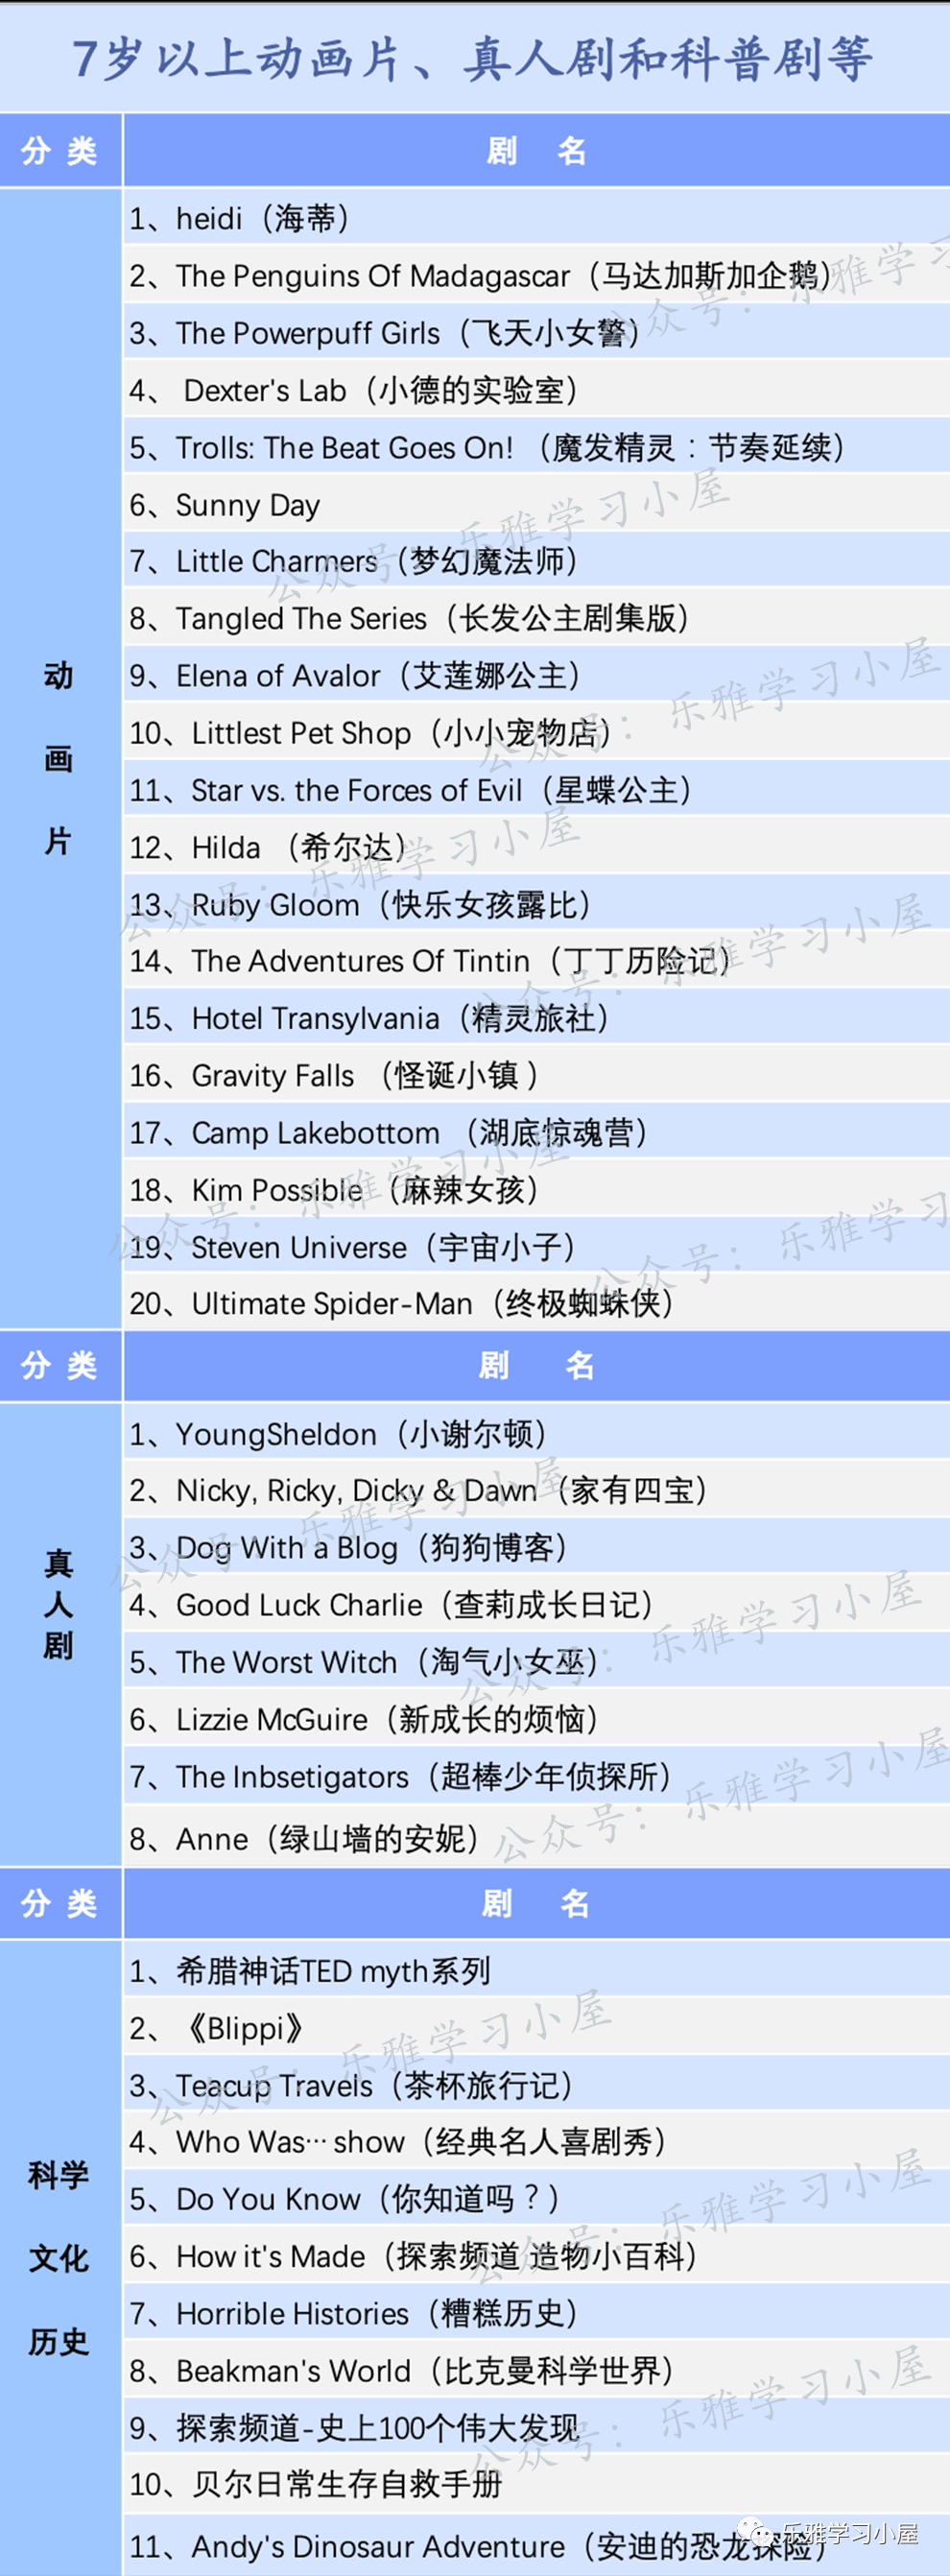 7岁以上动画片、真人剧和科普剧等
分 类 剧 名
动
画
片
1、heidi（海蒂）
2、The Penguins Of Madagascar（马达加斯加企鹅）
3、The Powerpuff Girls（飞天小女警）
4、 Dexter's Lab（小德的实验室）
5、Trolls: The Beat Goes On! （魔发精灵：节奏延续）
6、Sunny Day
7、Little Charmers（梦幻魔法师）
8、Tangled The Series（长发公主剧集版）
9、Elena of Avalor（艾莲娜公主）
10、Littlest Pet Shop（小小宠物店）
11、Star vs. the Forces of Evil（星蝶公主）
12、Hilda （希尔达）
13、Ruby Gloom（快乐女孩露比）
14、The Adventures Of Tintin（丁丁历险记）
15、Hotel Transylvania（精灵旅社）
16、Gravity Falls （怪诞小镇 ）
17、Camp Lakebottom （湖底惊魂营）
18、Kim Possible （麻辣女孩）
19、Steven Universe（宇宙小子）
20、Ultimate Spider-Man（终极蜘蛛侠）
分 类 剧 名
真
人
剧
1、YoungSheldon（小谢尔顿）
2、Nicky, Ricky, Dicky & Dawn（家有四宝）
3、Dog With a Blog（狗狗博客）
4、Good Luck Charlie（查莉成长日记）
5、The Worst Witch（淘气小女巫）
6、Lizzie McGuire（新成长的烦恼）
7、The Inbsetigators（超棒少年侦探所）
8、Anne（绿山墙的安妮）
分 类 剧 名
科学
文化
历史
1、希腊神话TED myth系列
2、《Blippi》
3、Teacup Travels（茶杯旅行记）
4、Who Was… show（经典名人喜剧秀）
5、Do You Know（你知道吗？）
6、How it's Made（探索频道 造物小百科）
7、Horrible Histories（糟糕历史）
8、Beakman's World（比克曼科学世界）
9、探索频道-史上100个伟大发现
10、贝尔日常生存自救手册
11、Andy's Dinosaur Adventure（安迪的恐龙探险）
公众号：乐雅学习小屋
乐雅学习小屋